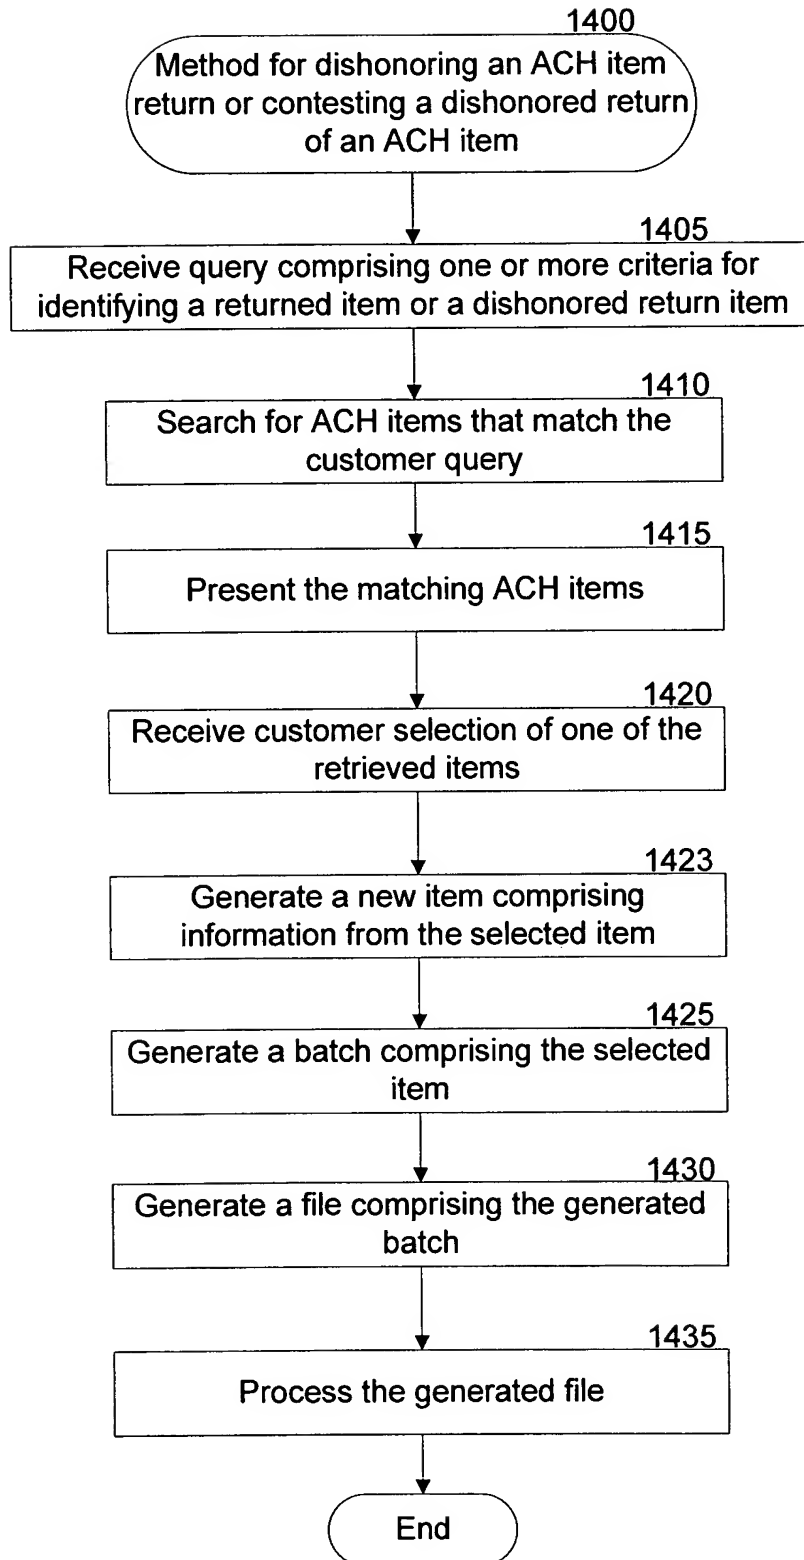 1400
Method for dishonoring an ACH item
return or contesting a dishonored return
of an ACH item
1405
Receive query comprising one or more criteria for
identifying a returned item or a dishonored return item
1410
Search for ACH items that match the
customer query
1415
Present the matching ACH items
1420
Receive customer selection of one of the
retrieved items
1423
Generate a new item comprising
information from the selected item
1425
Generate a batch comprising the selected
item
1430
Generate a file comprising the generated
batch
1435
Process the generated file
End